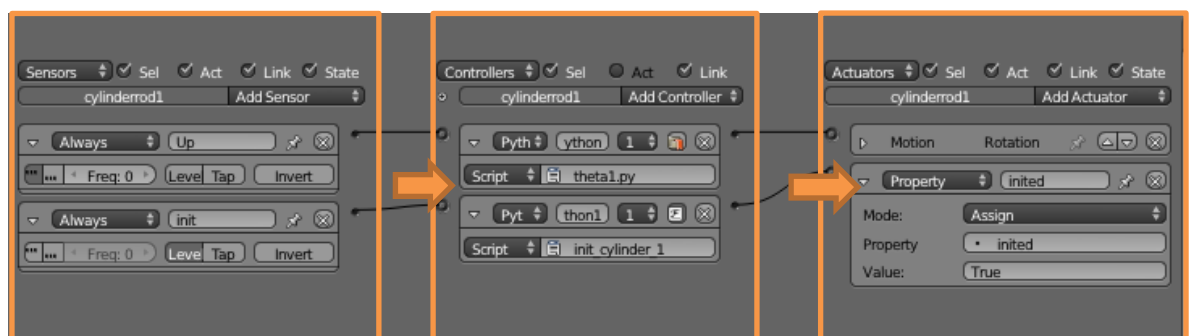 Sensors Sel Act Link State
cylinderrod1 Add Sensor
Always Up
Freq: 0 Leve Tap Invert
Always init
Freq: 0 Leve Tap Invert
Controllers Sel Act Link
cylinderrod1 Add Controller
Pyth ython 1
Script theta1.py
Pyt thon1 1
Script init_cylinder_1
Actuators Sel Act Link State
cylinderrod1 Add Actuator
Motion Rotation
Property inited
Mode: Assign
Property inited
Value: True